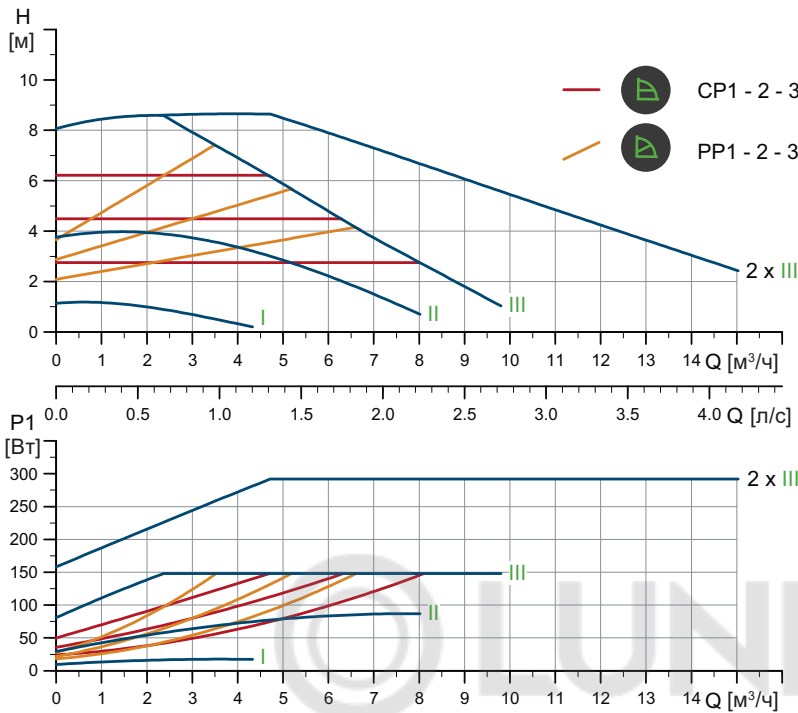 H
[м]
10
8
6
4
2
0
CP1 - 2 - 3
PP1 - 2 - 3
2 x III
III
II
I
0 1 2 3 4 5 6 7 8 9 10 11 12 13 14 Q [м³/ч]
0.0 0.5 1.0 1.5 2.0 2.5 3.0 3.5 4.0 Q [л/с]
P1
[Вт]
300
250
200
150
100
50
0
2 x III
III
II
I
LUN
0 1 2 3 4 5 6 7 8 9 10 11 12 13 14 Q [м³/ч]